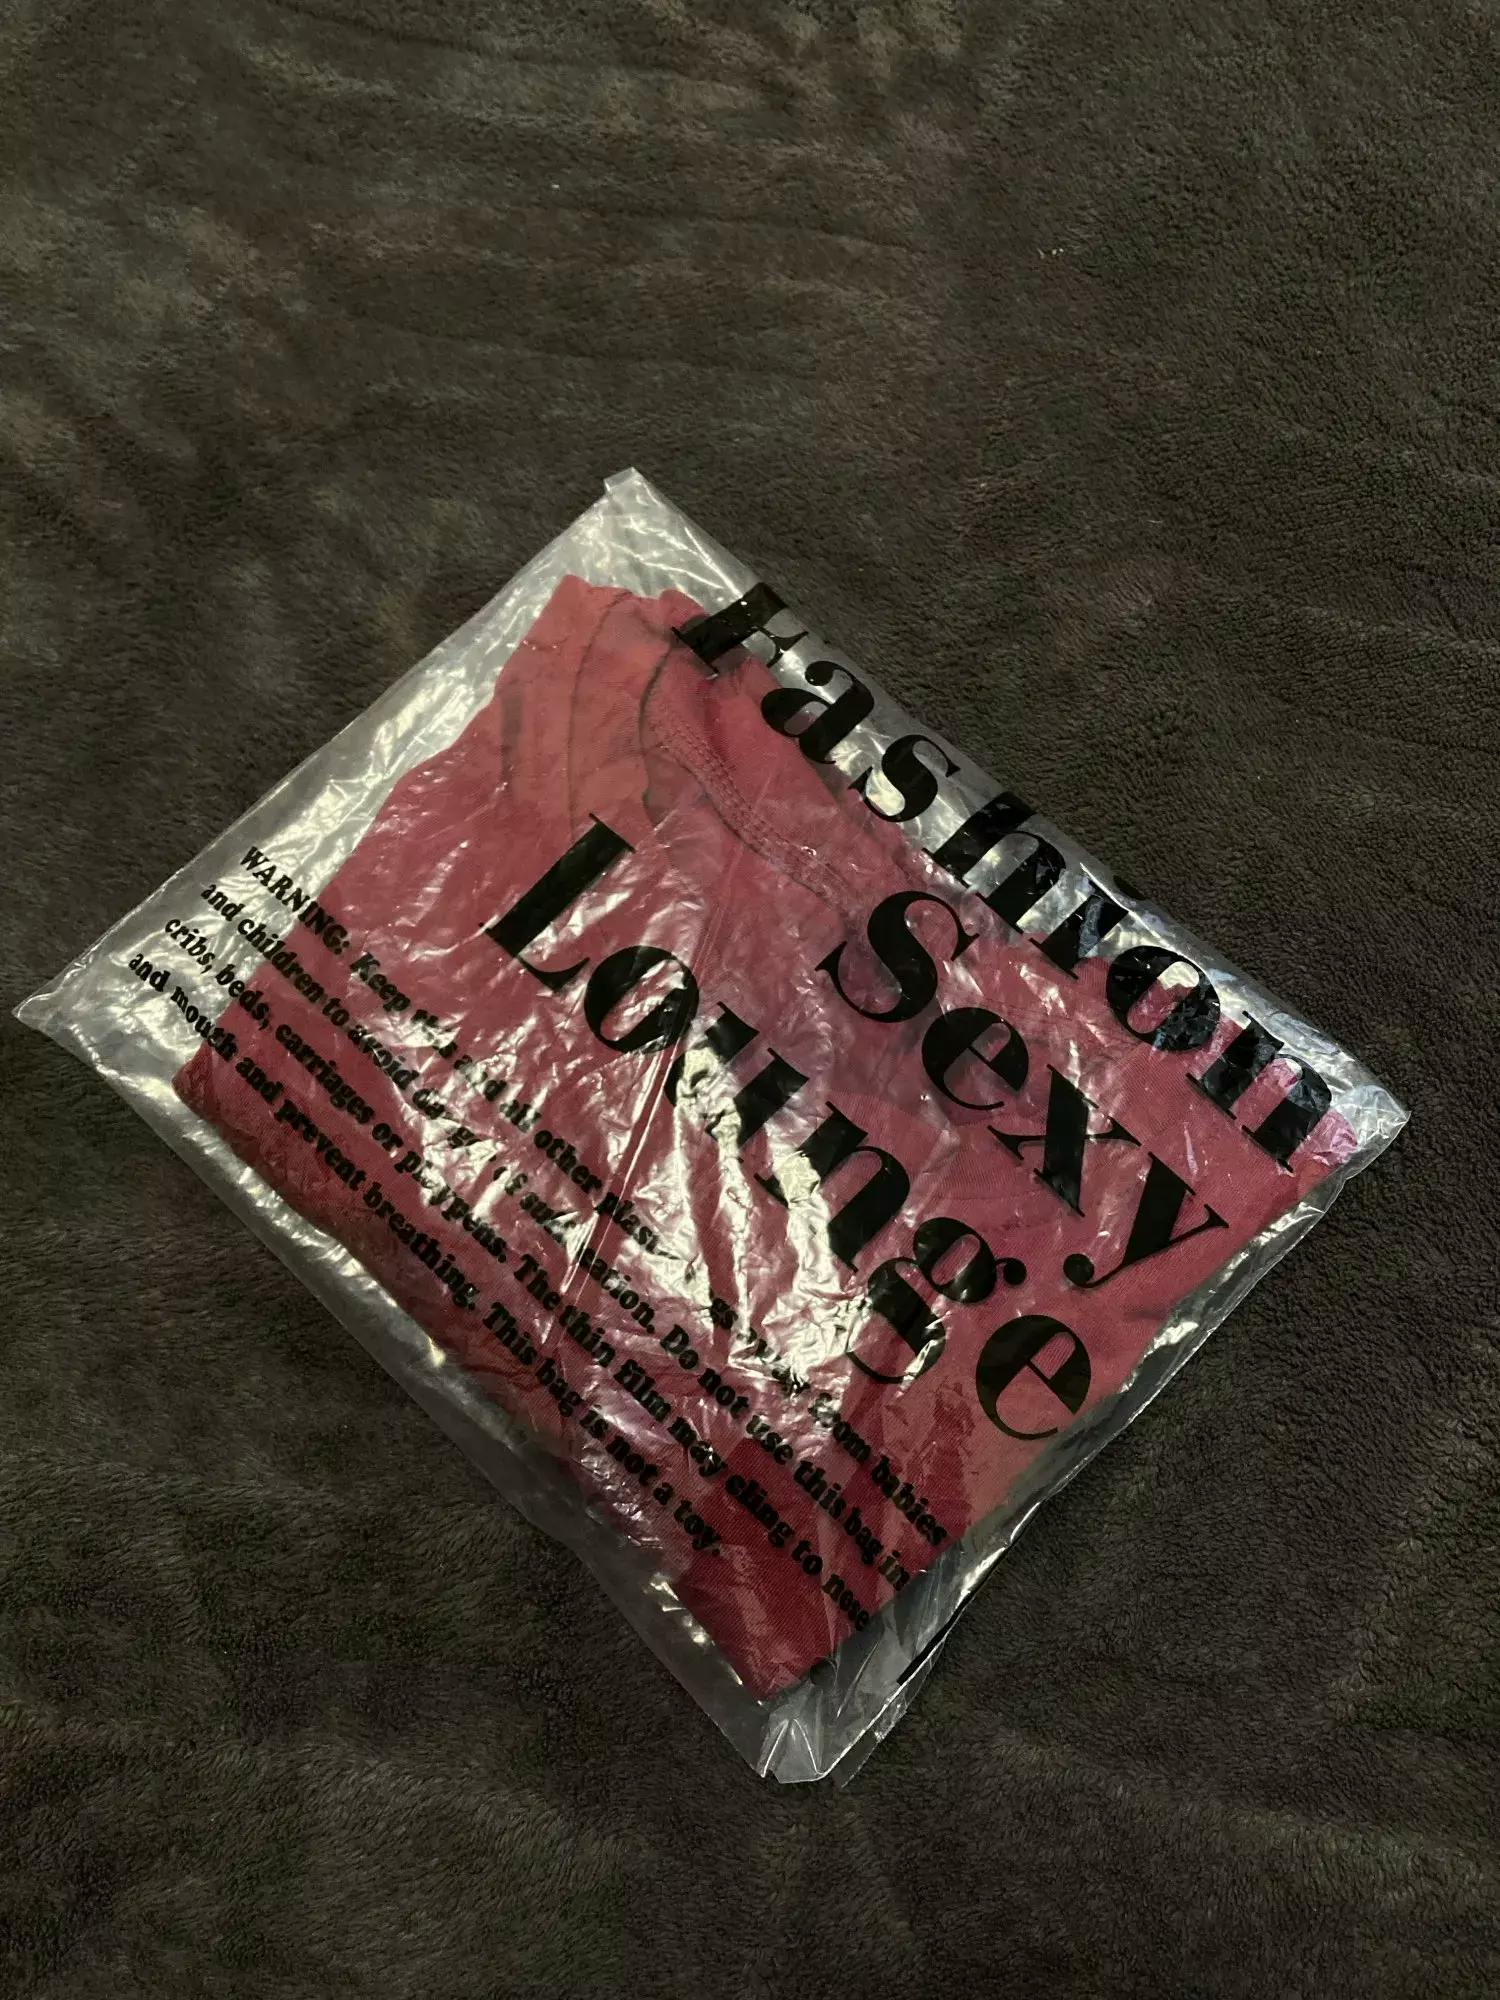 Fashion
Sexy
Lounge
WARNING: Keep this and all other plastic bags away from babies
and children to avoid danger of suffocation. Do not use this bag in
cribs, beds, carriages or playpens. The thin film may cling to nose
and mouth and prevent breathing. This bag is not a toy.